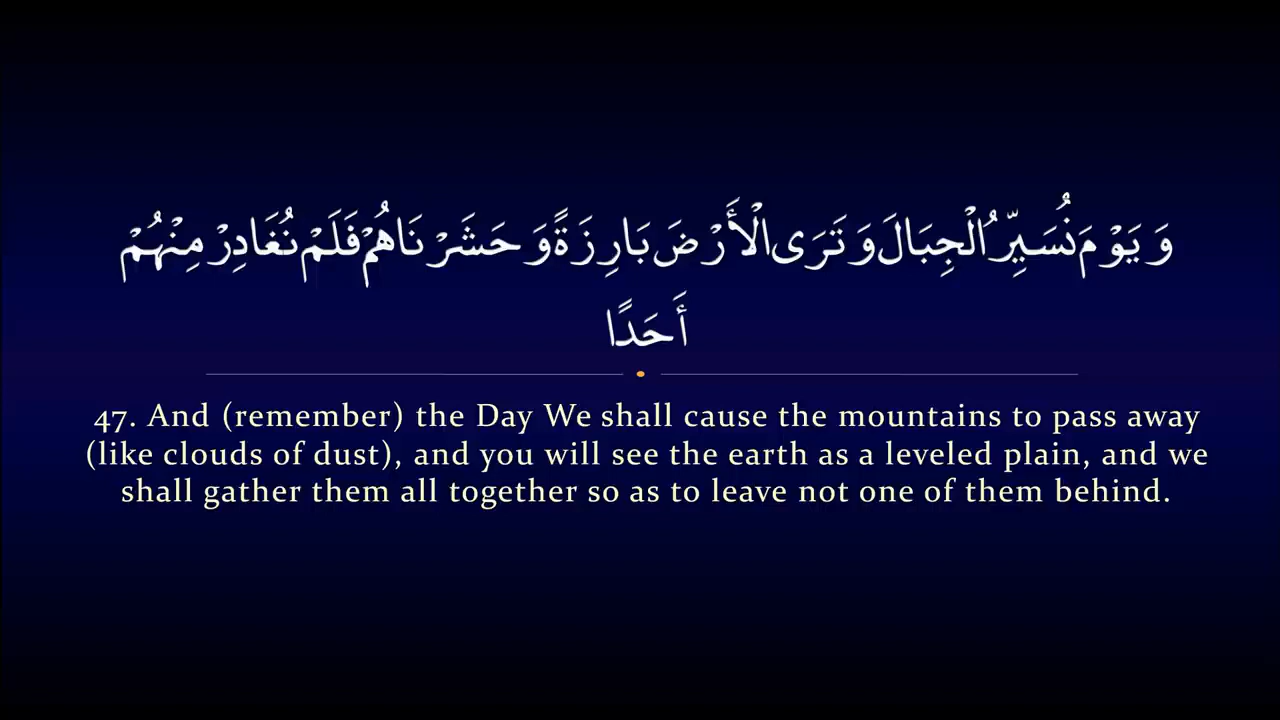 وَيَوْمَ نُسَيِّرُ الْجِبَالَ وَتَرَى الْأَرْضَ بَارِزَةً وَحَشَرْنَاهُمْ فَلَمْ نُغَادِرْ مِنْهُمْ
أَحَدًا
47. And (remember) the Day We shall cause the mountains to pass away
(like clouds of dust), and you will see the earth as a leveled plain, and we
shall gather them all together so as to leave not one of them behind.